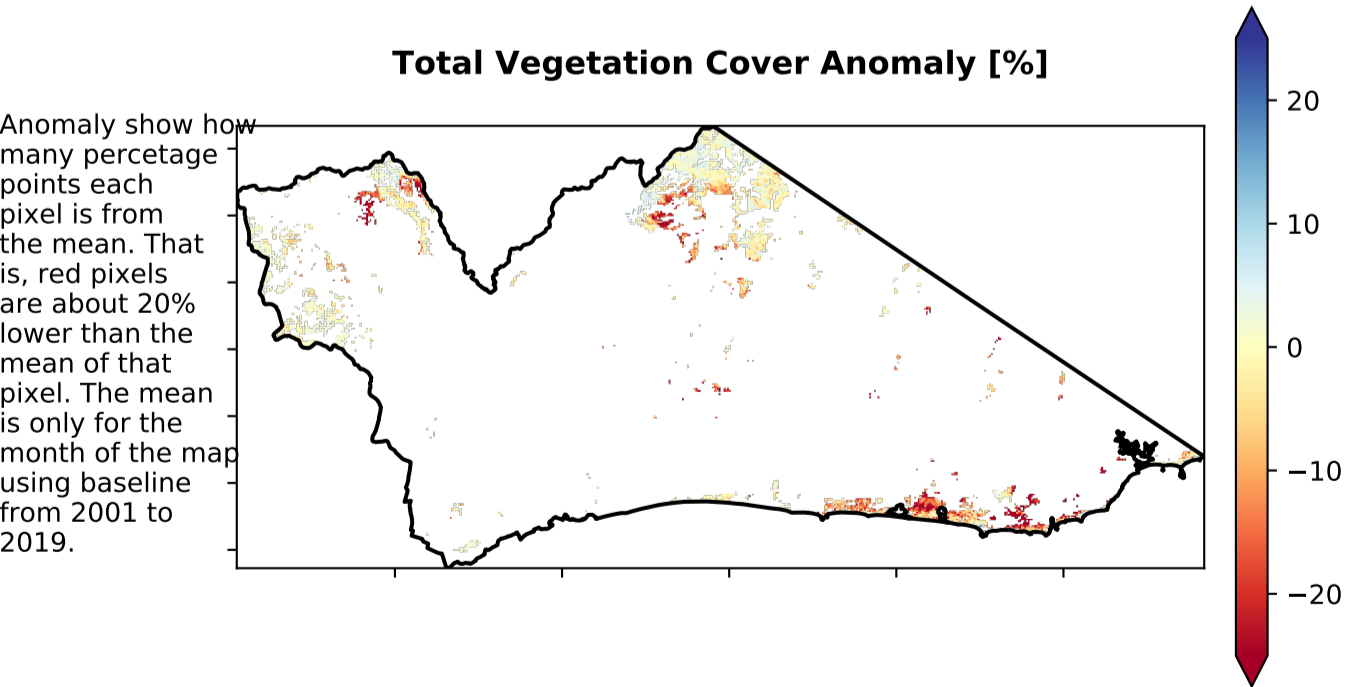 Total Vegetation Cover Anomaly [%]
Anomaly show how
many percetage
points each
pixel is from
the mean. That
is, red pixels
are about 20%
lower than the
mean of that
pixel. The mean
is only for the
month of the map
using baseline
from 2001 to
2019.
20
10
0
−10
−20